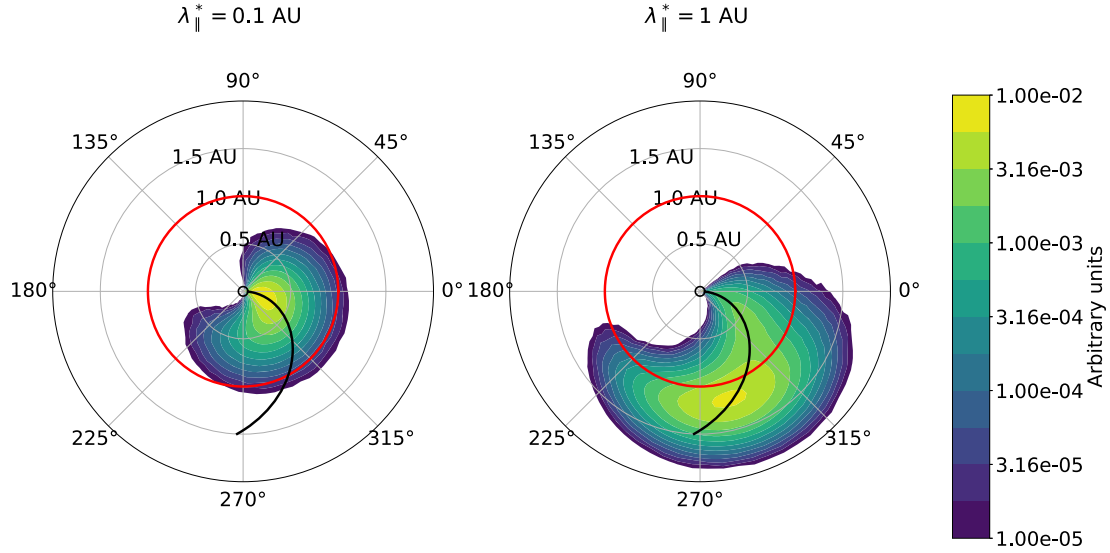 λ∥* = 0.1 AU
90°
135°
45°
1.5 AU
1.0 AU
0.5 AU
180°
0°
225°
315°
270°
λ∥* = 1 AU
90°
135°
45°
1.5 AU
1.0 AU
0.5 AU
180°
0°
225°
315°
270°
1.00e-02
3.16e-03
1.00e-03
3.16e-04
1.00e-04
3.16e-05
1.00e-05
Arbitrary units